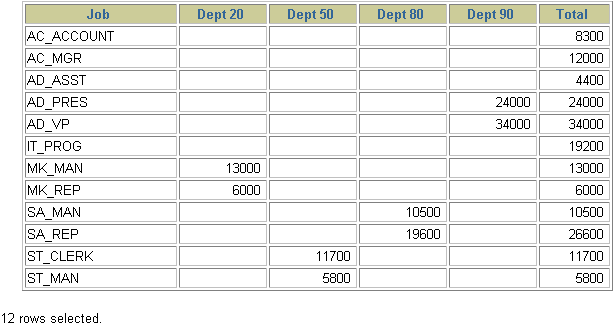 Job Dept 20 Dept 50 Dept 80 Dept 90 Total
AC_ACCOUNT 8300
AC_MGR 12000
AD_ASST 4400
AD_PRES 24000 24000
AD_VP 34000 34000
IT_PROG 19200
MK_MAN 13000 13000
MK_REP 6000 6000
SA_MAN 10500 10500
SA_REP 19600 26600
ST_CLERK 11700 11700
ST_MAN 5800 5800
12 rows selected.